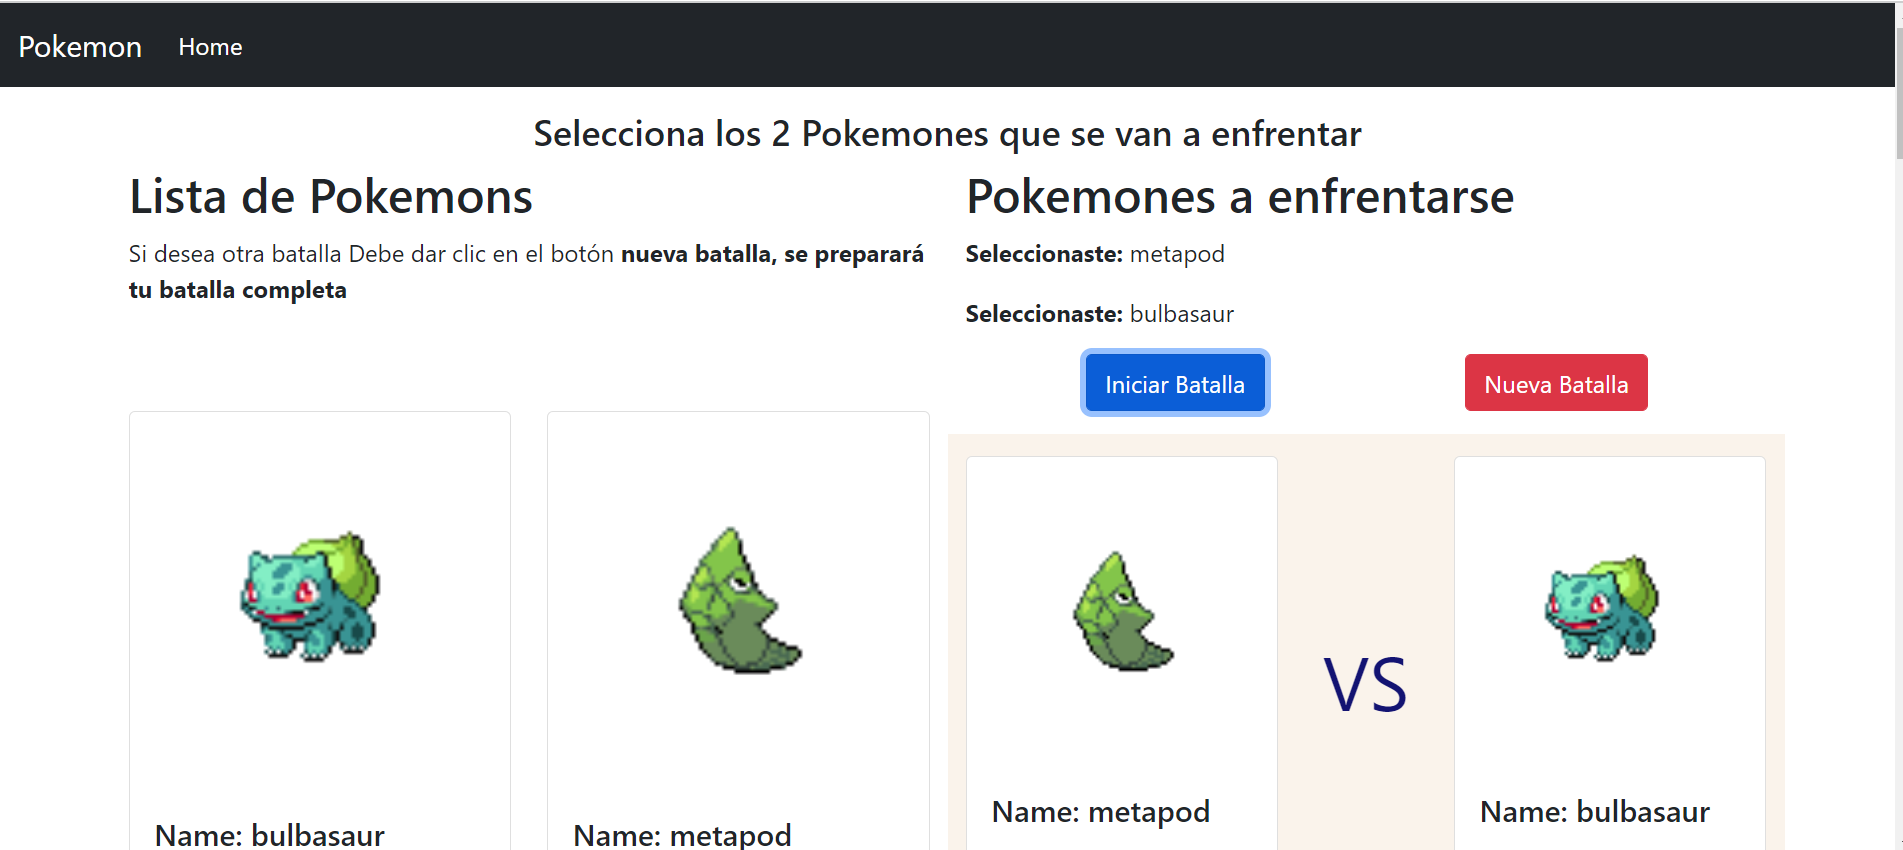 Pokemon Home
Selecciona los 2 Pokemones que se van a enfrentar
Lista de Pokemons
Si desea otra batalla Debe dar clic en el botón nueva batalla, se preparará
tu batalla completa
Name: bulbasaur
Name: metapod
Pokemones a enfrentarse
Seleccionaste: metapod
Seleccionaste: bulbasaur
Iniciar Batalla
Nueva Batalla
Name: metapod
VS
Name: bulbasaur